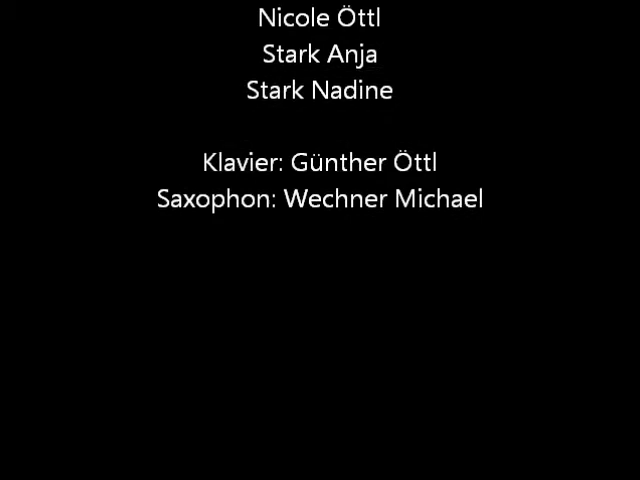 Nicole Öttl
Stark Anja
Stark Nadine
Klavier: Günther Öttl
Saxophon: Wechner Michael